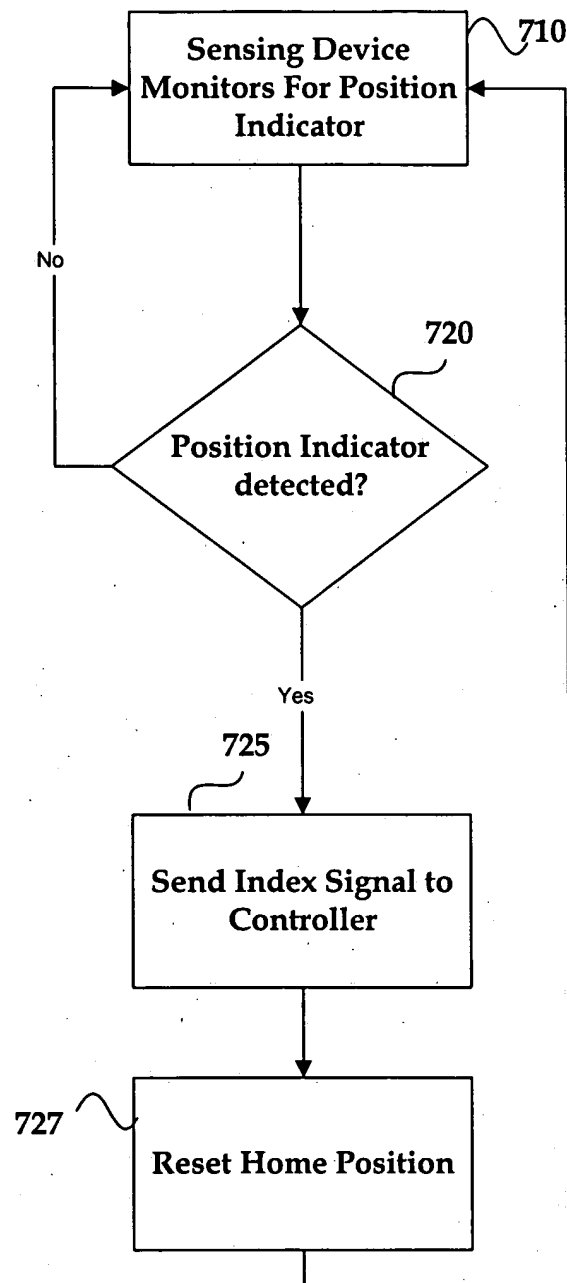 Sensing Device
Monitors For Position
Indicator
710
No
720
Position Indicator
detected?
Yes
725
Send Index Signal to
Controller
727
Reset Home Position